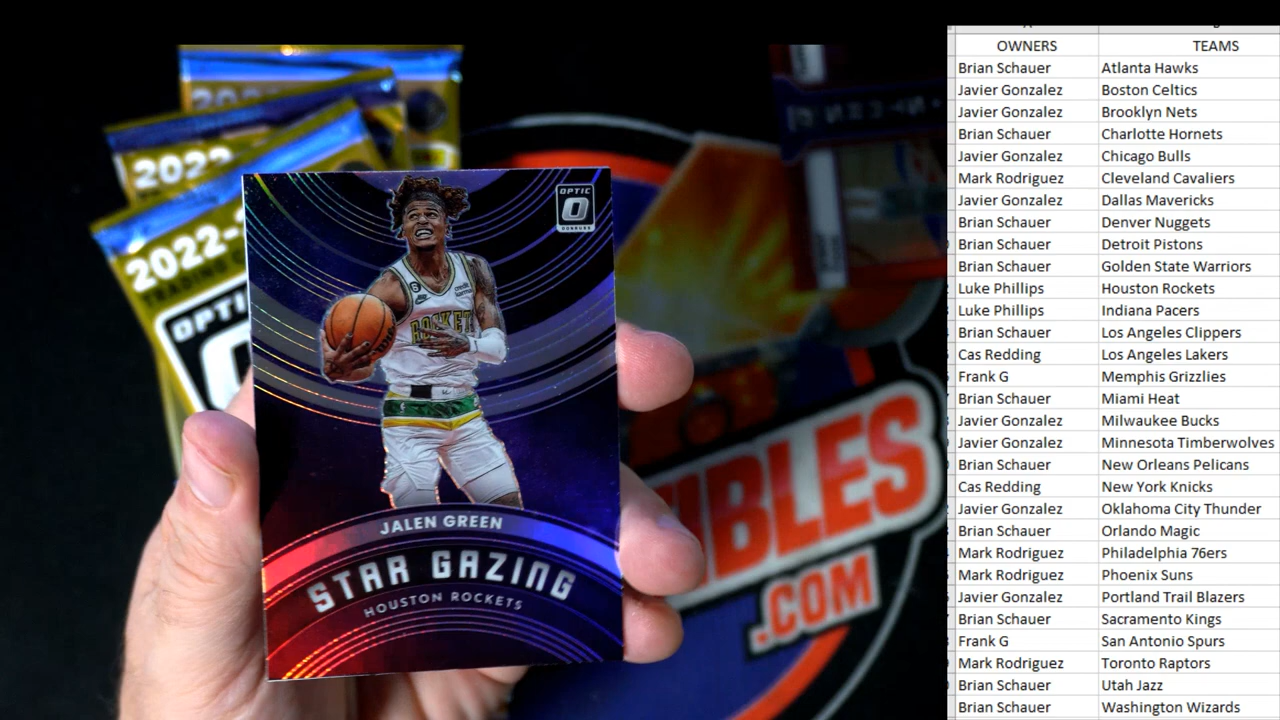 2022
2022-
TRADING
OPTI
OPTIC
DONRUSS
6
ROCKETS
JALEN GREEN
STAR GAZING
HOUSTON ROCKETS
IBLES
.COM
OWNERS TEAMS
Brian Schauer Atlanta Hawks
Javier Gonzalez Boston Celtics
Javier Gonzalez Brooklyn Nets
Brian Schauer Charlotte Hornets
Javier Gonzalez Chicago Bulls
Mark Rodriguez Cleveland Cavaliers
Javier Gonzalez Dallas Mavericks
Brian Schauer Denver Nuggets
Brian Schauer Detroit Pistons
Brian Schauer Golden State Warriors
Luke Phillips Houston Rockets
Luke Phillips Indiana Pacers
Brian Schauer Los Angeles Clippers
Cas Redding Los Angeles Lakers
Frank G Memphis Grizzlies
Brian Schauer Miami Heat
Javier Gonzalez Milwaukee Bucks
Javier Gonzalez Minnesota Timberwolves
Brian Schauer New Orleans Pelicans
Cas Redding New York Knicks
Javier Gonzalez Oklahoma City Thunder
Brian Schauer Orlando Magic
Mark Rodriguez Philadelphia 76ers
Mark Rodriguez Phoenix Suns
Javier Gonzalez Portland Trail Blazers
Brian Schauer Sacramento Kings
Frank G San Antonio Spurs
Mark Rodriguez Toronto Raptors
Brian Schauer Utah Jazz
Brian Schauer Washington Wizards